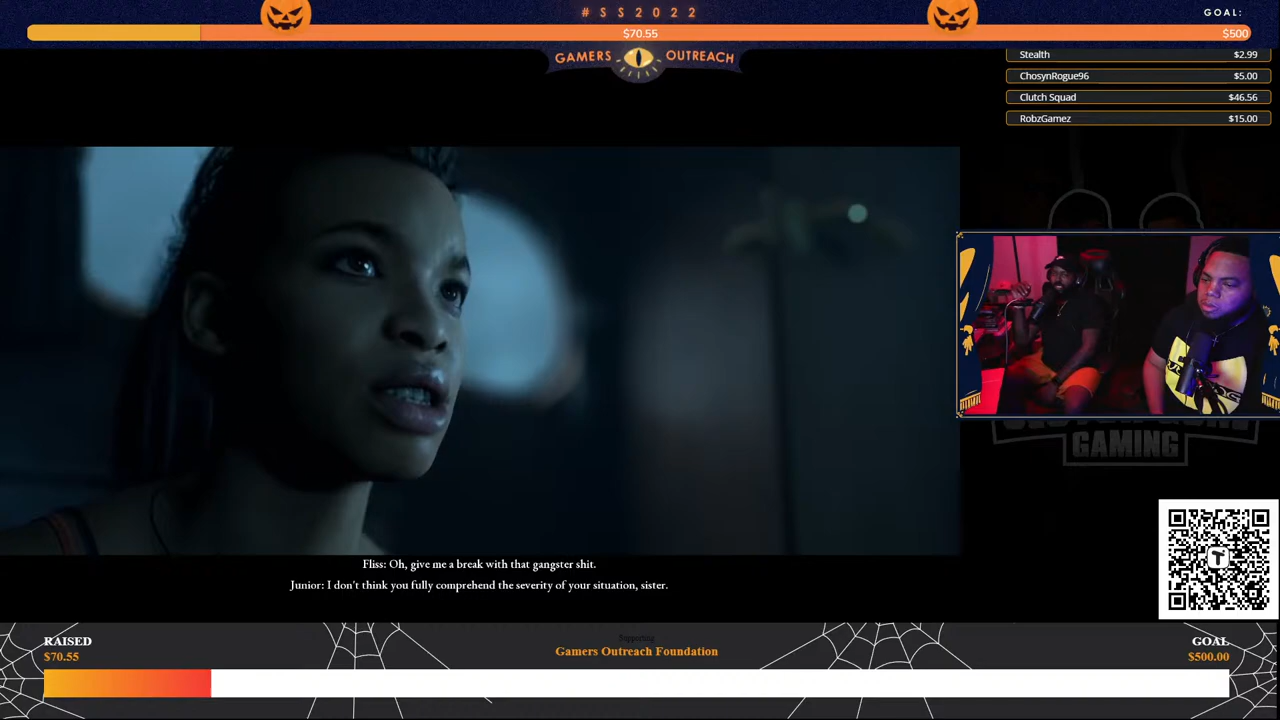 #SS2022
GOAL:
$70.55
$500
GAMERS OUTREACH
Stealth $2.99
ChosynRogue96 $5.00
Clutch Squad $46.56
RobzGamez $15.00
GAMING
Fliss: Oh, give me a break with that gangster shit.
Junior: I don't think you fully comprehend the severity of your situation, sister.
RAISED
$70.55
Supporting
Gamers Outreach Foundation
GOAL
$500.00